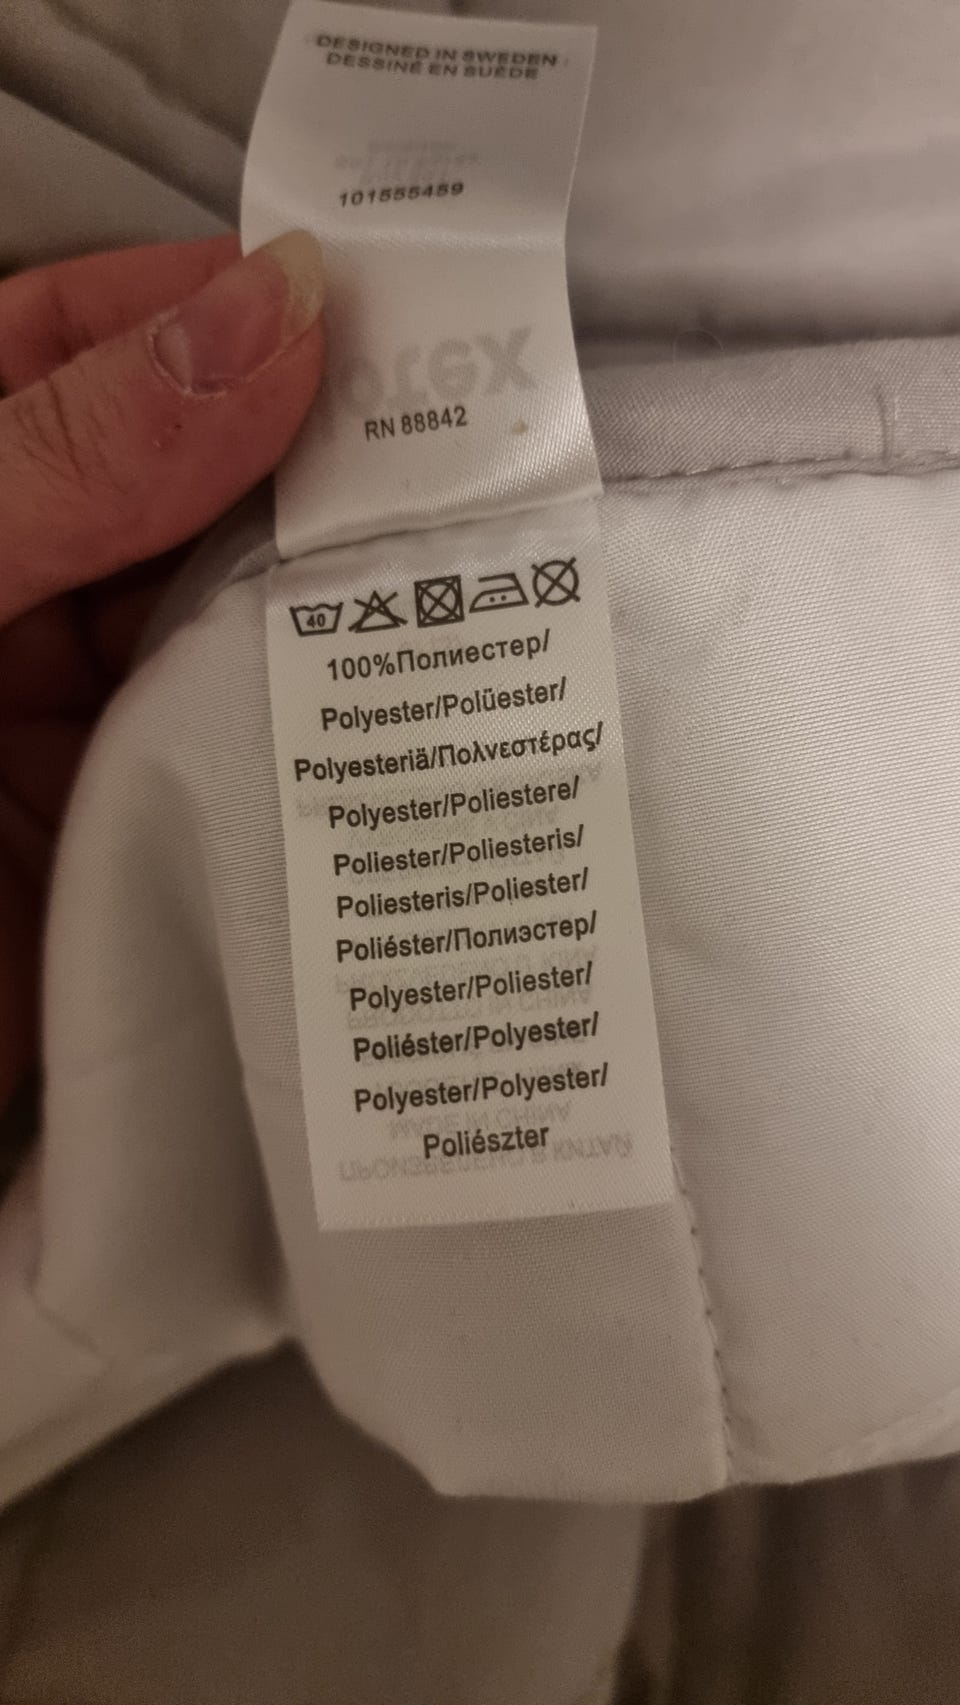 DESIGNED IN SWEDEN
DESSINÉ EN SUÈDE
101555459
RN 88842
40
100%Полиестер/
Polyester/Polüester/
Polyesteriä/Πολνεστέρας/
Polyester/Poliestere/
Poliester/Poliesteris/
Poliesteris/Poliester/
Poliéster/Полиэстер/
Polyester/Poliester/
Poliéster/Polyester/
Polyester/Polyester/
Poliészter